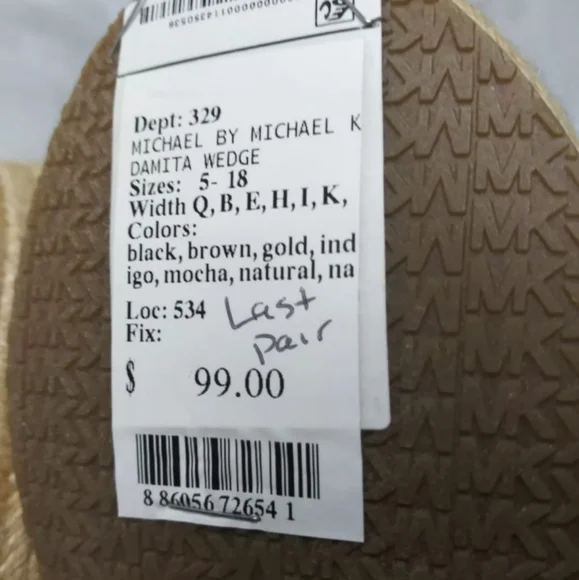 Dept: 329
MICHAEL BY MICHAEL K
DAMITA WEDGE
Sizes: 5- 18
Width Q, B, E, H, I, K,
Colors:
black, brown, gold, ind
igo, mocha, natural, na
Loc: 534 Last
Fix: pair
$ 99.00
8 86056 72654 1